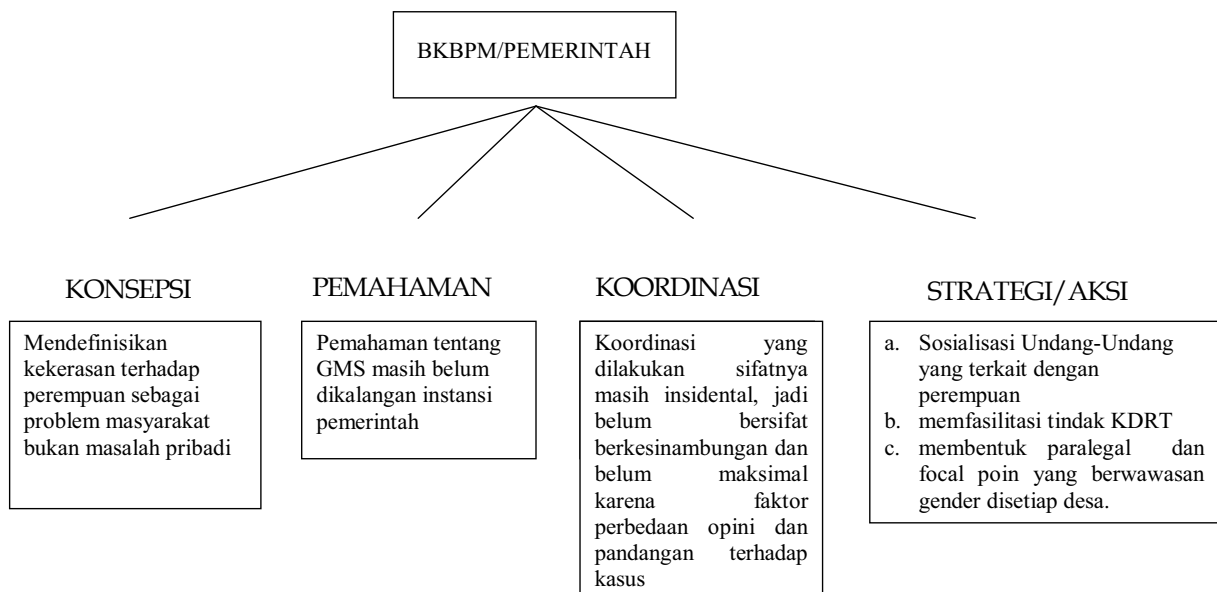 BKBPM/PEMERINTAH
KONSEPSI
Mendefinisikan
kekerasan terhadap
perempuan sebagai
problem masyarakat
bukan masalah pribadi
PEMAHAMAN
Pemahaman tentang
GMS masih belum
dikalangan instansi
pemerintah
KOORDINASI
Koordinasi yang
dilakukan sifatnya
masih insidental, jadi
belum bersifat
berkesinambungan dan
belum maksimal
karena faktor
perbedaan opini dan
pandangan terhadap
kasus
STRATEGI/AKSI
a. Sosialisasi Undang-Undang
yang terkait dengan
perempuan
b. memfasilitasi tindak KDRT
c. membentuk paralegal dan
focal poin yang berwawasan
gender disetiap desa.